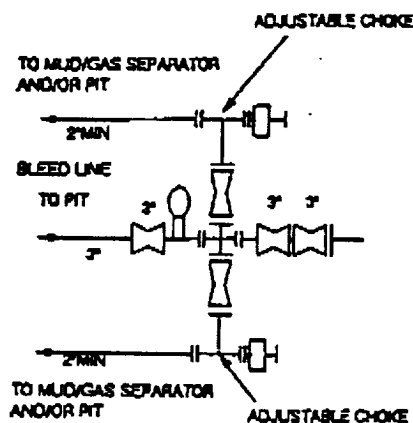 ADJUSTABLE CHOKE
TO MUD/GAS SEPARATOR
AND/OR PIT
2"MIN
BLEED LINE
TO PIT
3"
3"
3"
2"MIN
TO MUD/GAS SEPARATOR
AND/OR PIT
ADJUSTABLE CHOKE